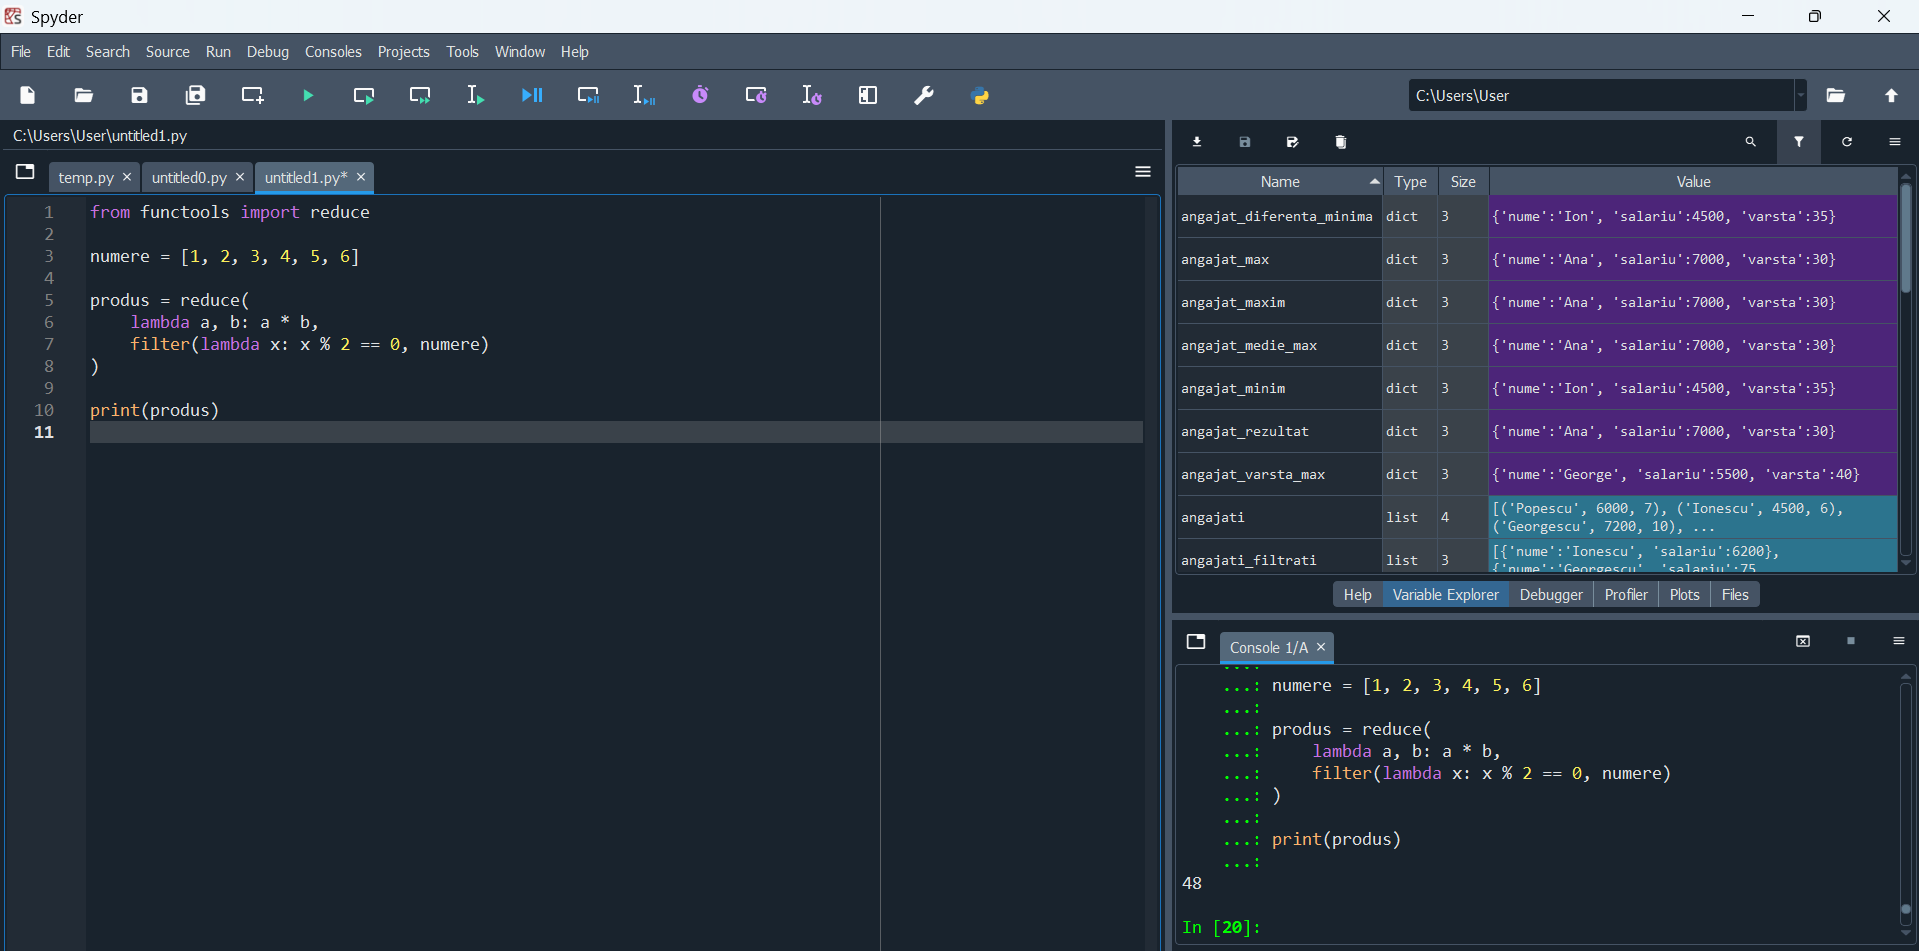 Spyder
File Edit Search Source Run Debug Consoles Projects Tools Window Help
C:\Users\User
C:\Users\User\untitled1.py
temp.py untitled0.py untitled1.py*
1 from functools import reduce
2
3 numere = [1, 2, 3, 4, 5, 6]
4
5 produs = reduce(
6 lambda a, b: a * b,
7 filter(lambda x: x % 2 == 0, numere)
8 )
9
10 print(produs)
11
Name Type Size Value
angajat_diferenta_minima dict 3 {'nume':'Ion', 'salariu':4500, 'varsta':35}
angajat_max dict 3 {'nume':'Ana', 'salariu':7000, 'varsta':30}
angajat_maxim dict 3 {'nume':'Ana', 'salariu':7000, 'varsta':30}
angajat_medie_max dict 3 {'nume':'Ana', 'salariu':7000, 'varsta':30}
angajat_minim dict 3 {'nume':'Ion', 'salariu':4500, 'varsta':35}
angajat_rezultat dict 3 {'nume':'Ana', 'salariu':7000, 'varsta':30}
angajat_varsta_max dict 3 {'nume':'George', 'salariu':5500, 'varsta':40}
angajati list 4 [('Popescu', 6000, 7), ('Ionescu', 4500, 6),
('Georgescu', 7200, 10), ...
angajati_filtrati list 3 [{'nume':'Ionescu', 'salariu':6200},
{'nume':'Georgescu', 'salariu':75
Help Variable Explorer Debugger Profiler Plots Files
Console 1/A
...: numere = [1, 2, 3, 4, 5, 6]
...:
...: produs = reduce(
...: lambda a, b: a * b,
...: filter(lambda x: x % 2 == 0, numere)
...: )
...:
...: print(produs)
...:
48
In [20]: